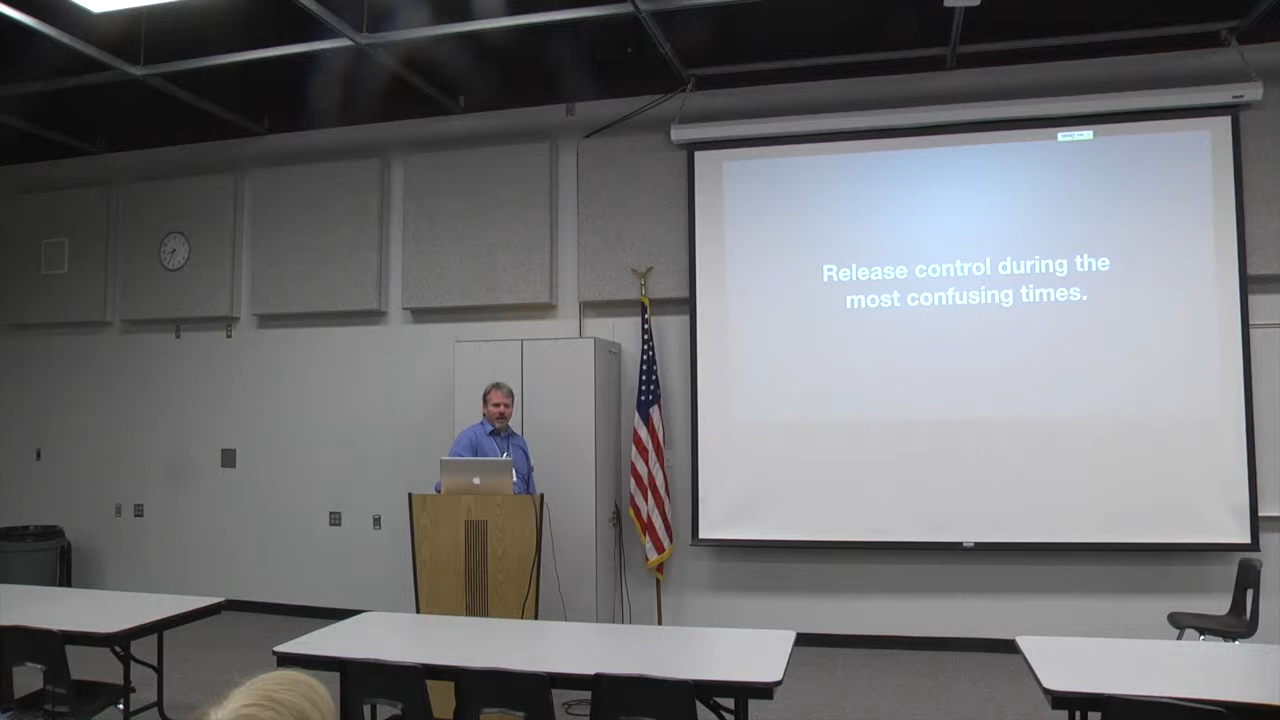 Release control during the
most confusing times.